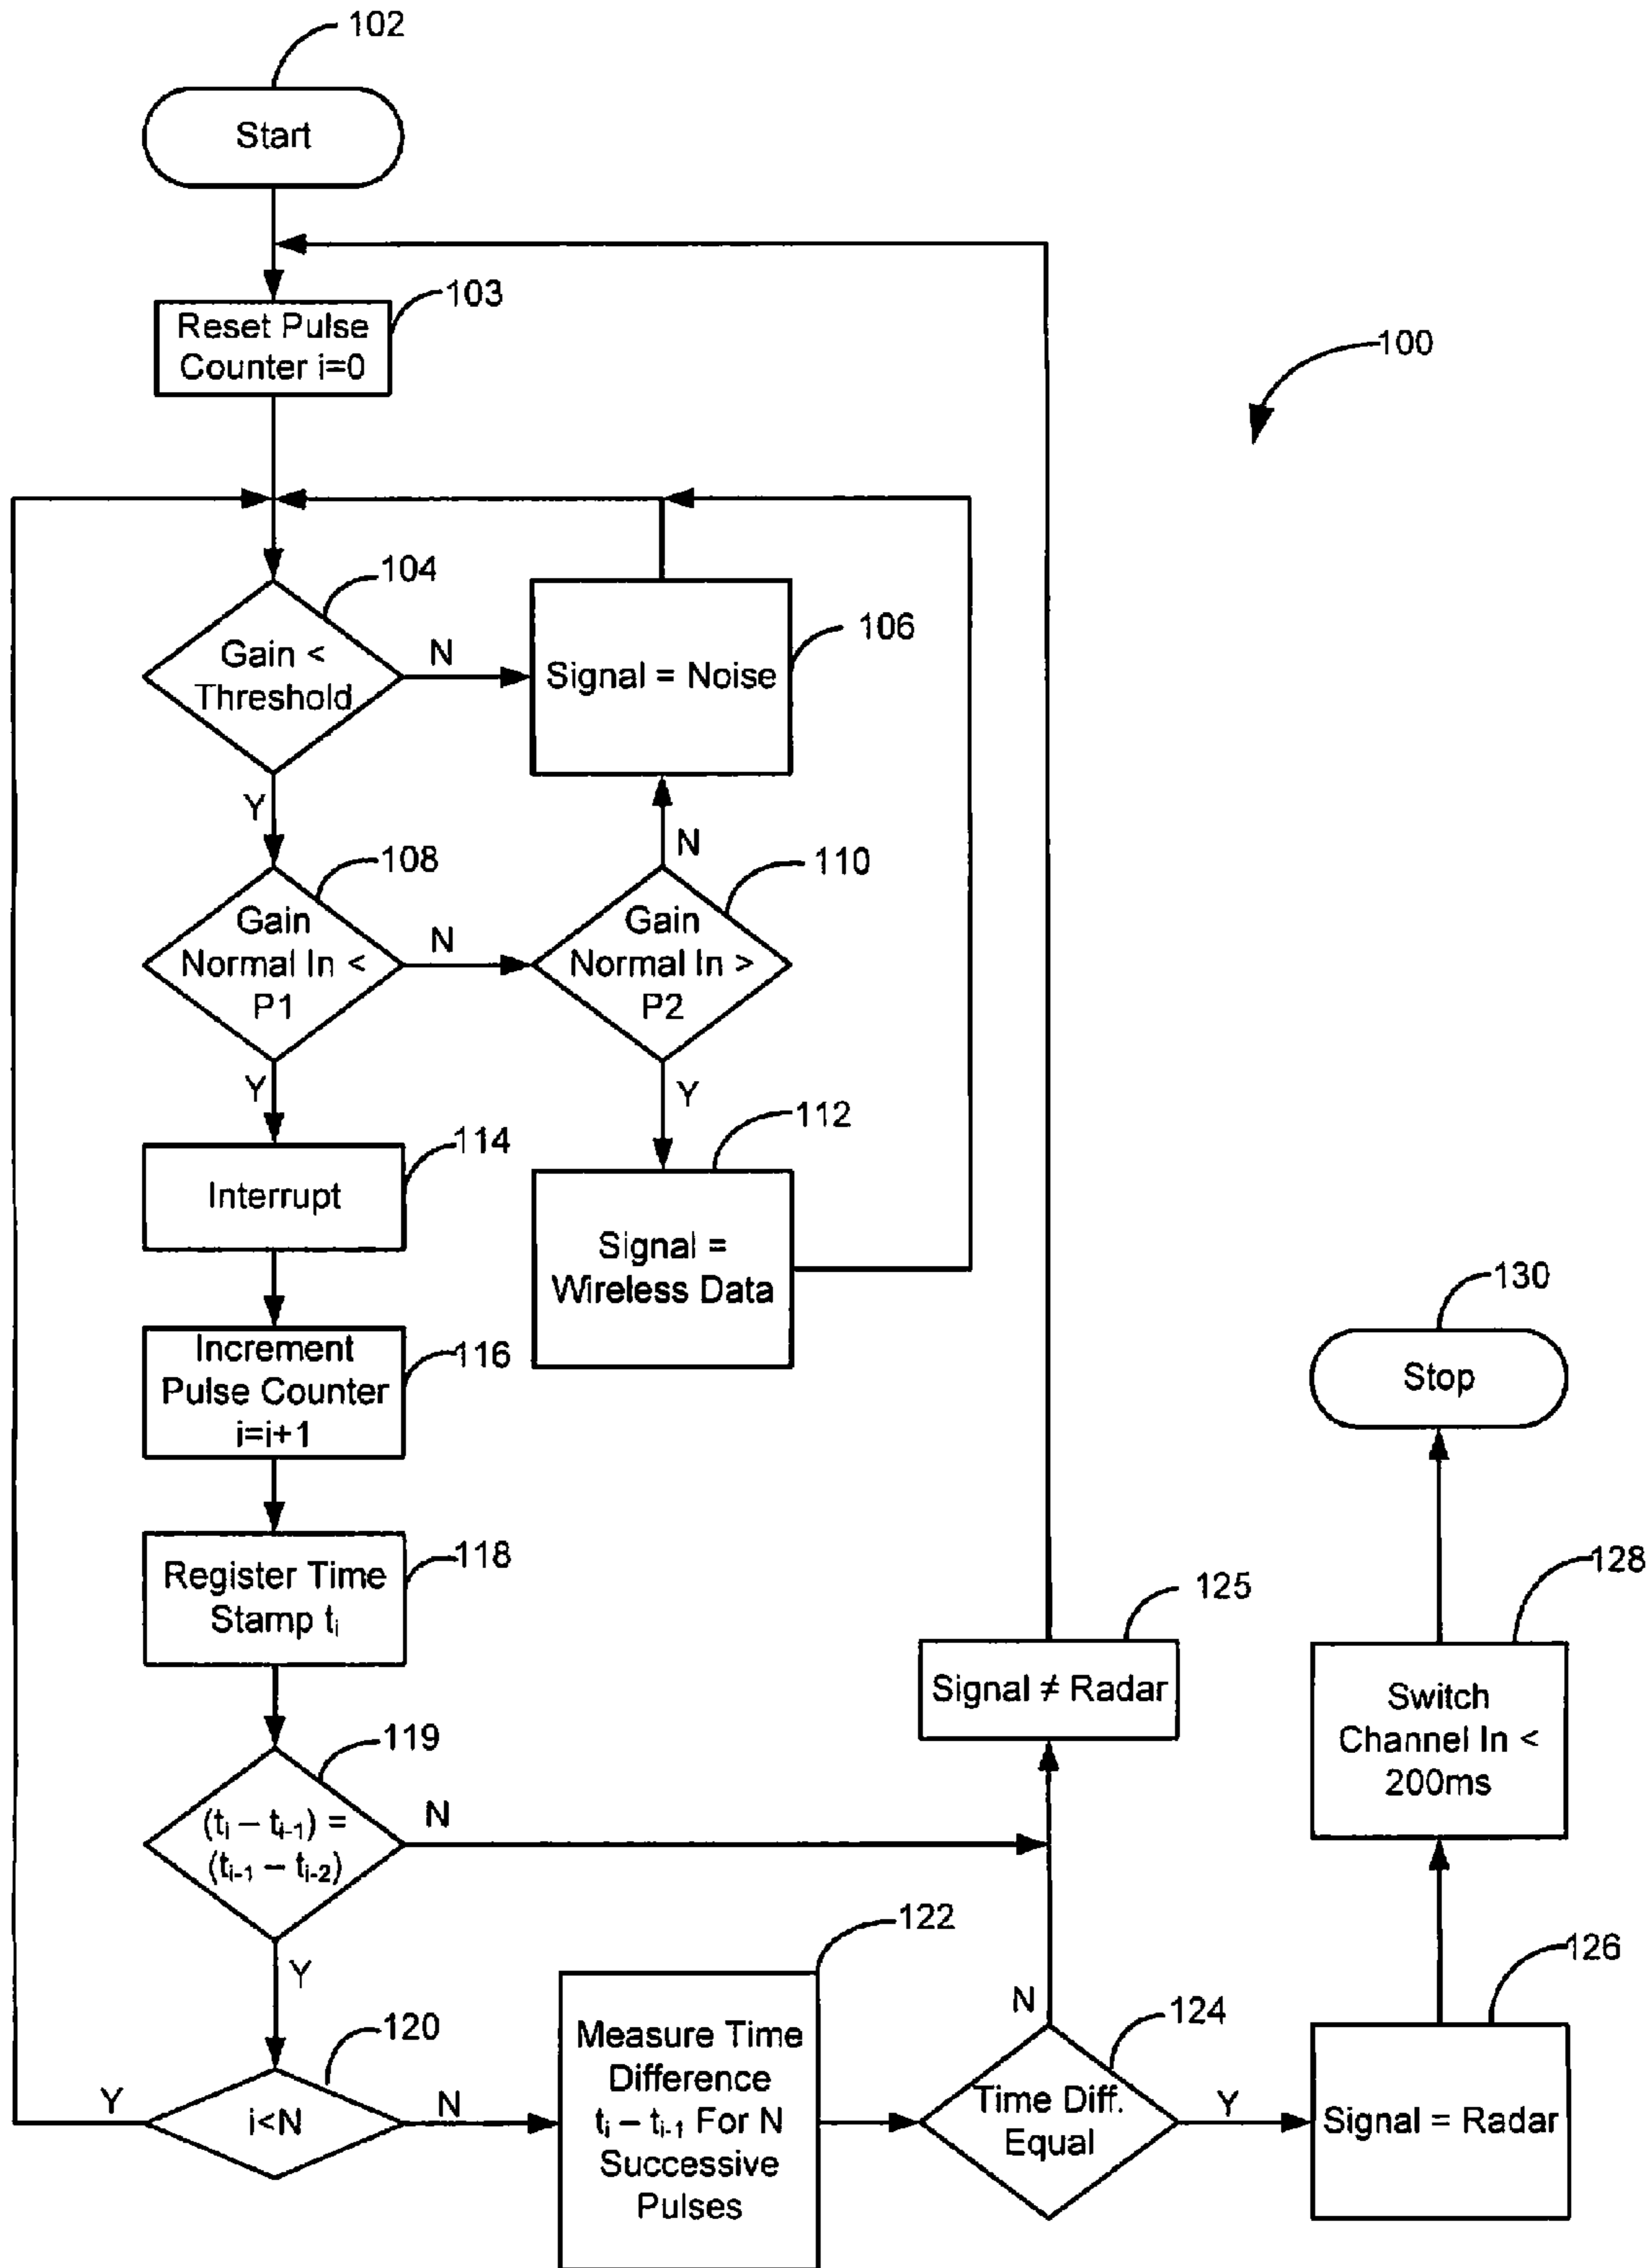 102
Start
103
Reset Pulse
Counter i=0
100
104
Gain <
Threshold
N
106
Signal = Noise
Y
N
108
Gain
Normal In <
P1
N
110
Gain
Normal In >
P2
Y
Y
114
Interrupt
112
Signal =
Wireless Data
116
Increment
Pulse Counter
i=i+1
130
Stop
118
Register Time
Stamp tᵢ
125
Signal ≠ Radar
128
Switch
Channel In <
200ms
119
(tᵢ – tᵢ₋₁) =
(tᵢ₋₁ – tᵢ₋₂)
N
Y
122
Measure Time
Difference
tᵢ – tᵢ₋₁ For N
Successive
Pulses
120
i<N
Y
N
124
Time Diff.
Equal
N
Y
126
Signal = Radar